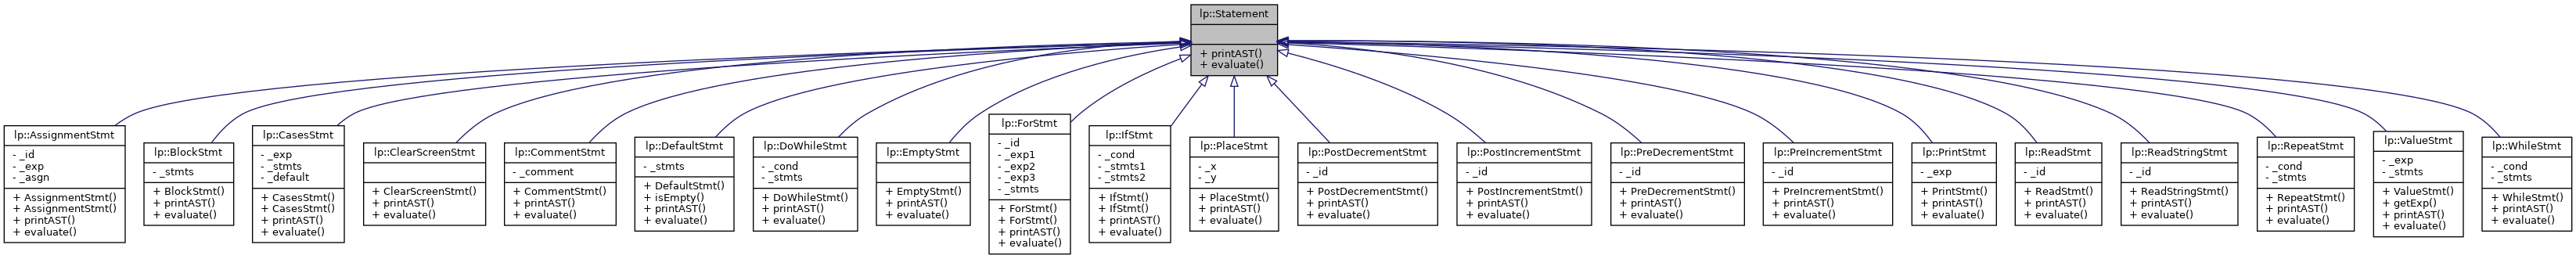 lp::Statement
+ printAST()
+ evaluate()
lp::AssignmentStmt
- _id
- _exp
- _asgn
+ AssignmentStmt()
+ AssignmentStmt()
+ printAST()
+ evaluate()
lp::BlockStmt
- _stmts
+ BlockStmt()
+ printAST()
+ evaluate()
lp::CasesStmt
- _exp
- _stmts
- _default
+ CasesStmt()
+ CasesStmt()
+ printAST()
+ evaluate()
lp::ClearScreenStmt
+ ClearScreenStmt()
+ printAST()
+ evaluate()
lp::CommentStmt
- _comment
+ CommentStmt()
+ printAST()
+ evaluate()
lp::DefaultStmt
- _stmts
+ DefaultStmt()
+ isEmpty()
+ printAST()
+ evaluate()
lp::DoWhileStmt
- _cond
- _stmts
+ DoWhileStmt()
+ printAST()
+ evaluate()
lp::EmptyStmt
+ EmptyStmt()
+ printAST()
+ evaluate()
lp::ForStmt
- _id
- _exp1
- _exp2
- _exp3
- _stmts
+ ForStmt()
+ ForStmt()
+ printAST()
+ evaluate()
lp::IfStmt
- _cond
- _stmts1
- _stmts2
+ IfStmt()
+ IfStmt()
+ printAST()
+ evaluate()
lp::PlaceStmt
- _x
- _y
+ PlaceStmt()
+ printAST()
+ evaluate()
lp::PostDecrementStmt
- _id
+ PostDecrementStmt()
+ printAST()
+ evaluate()
lp::PostIncrementStmt
- _id
+ PostIncrementStmt()
+ printAST()
+ evaluate()
lp::PreDecrementStmt
- _id
+ PreDecrementStmt()
+ printAST()
+ evaluate()
lp::PreIncrementStmt
- _id
+ PreIncrementStmt()
+ printAST()
+ evaluate()
lp::PrintStmt
- _exp
+ PrintStmt()
+ printAST()
+ evaluate()
lp::ReadStmt
- _id
+ ReadStmt()
+ printAST()
+ evaluate()
lp::ReadStringStmt
- _id
+ ReadStringStmt()
+ printAST()
+ evaluate()
lp::RepeatStmt
- _cond
- _stmts
+ RepeatStmt()
+ printAST()
+ evaluate()
lp::ValueStmt
- _exp
- _stmts
+ ValueStmt()
+ getExp()
+ printAST()
+ evaluate()
lp::WhileStmt
- _cond
- _stmts
+ WhileStmt()
+ printAST()
+ evaluate()